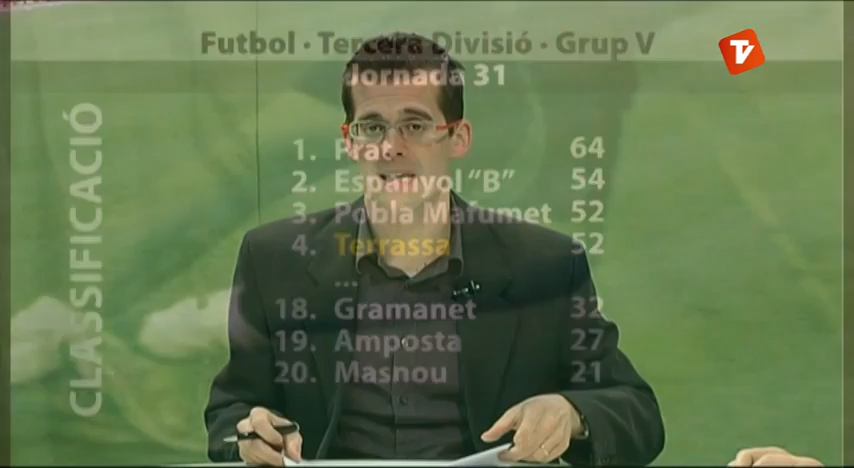 Futbol · Tercera Divisió · Grup V
Jornada 31
CLASSIFICACIÓ
1. Prat 64
2. Espanyol "B" 54
3. Pobla Mafumet 52
4. Terrassa 52
...
18. Gramanet 32
19. Amposta 27
20. Masnou 21
TV